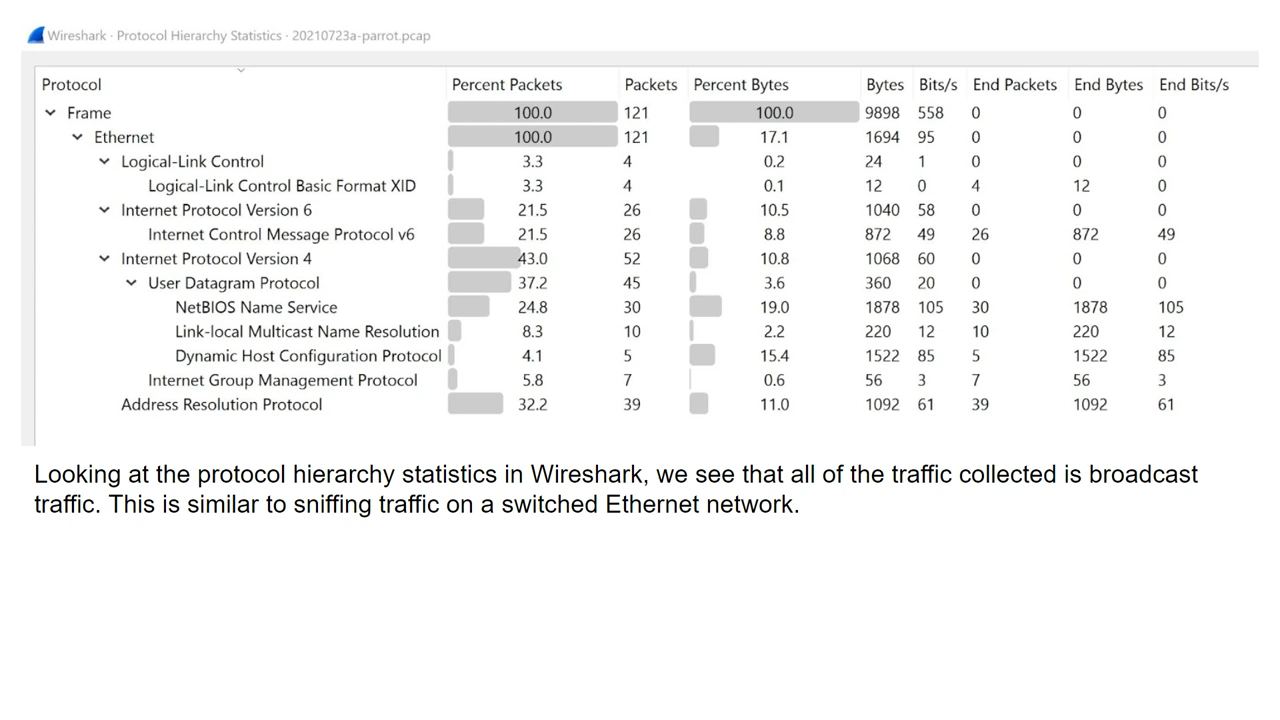 Wireshark · Protocol Hierarchy Statistics · 20210723a-parrot.pcap
Protocol Percent Packets Packets Percent Bytes Bytes Bits/s End Packets End Bytes End Bits/s
Frame 100.0 121 100.0 9898 558 0 0 0
Ethernet 100.0 121 17.1 1694 95 0 0 0
Logical-Link Control 3.3 4 0.2 24 1 0 0 0
Logical-Link Control Basic Format XID 3.3 4 0.1 12 0 4 12 0
Internet Protocol Version 6 21.5 26 10.5 1040 58 0 0 0
Internet Control Message Protocol v6 21.5 26 8.8 872 49 26 872 49
Internet Protocol Version 4 43.0 52 10.8 1068 60 0 0 0
User Datagram Protocol 37.2 45 3.6 360 20 0 0 0
NetBIOS Name Service 24.8 30 19.0 1878 105 30 1878 105
Link-local Multicast Name Resolution 8.3 10 2.2 220 12 10 220 12
Dynamic Host Configuration Protocol 4.1 5 15.4 1522 85 5 1522 85
Internet Group Management Protocol 5.8 7 0.6 56 3 7 56 3
Address Resolution Protocol 32.2 39 11.0 1092 61 39 1092 61
Looking at the protocol hierarchy statistics in Wireshark, we see that all of the traffic collected is broadcast
traffic. This is similar to sniffing traffic on a switched Ethernet network.